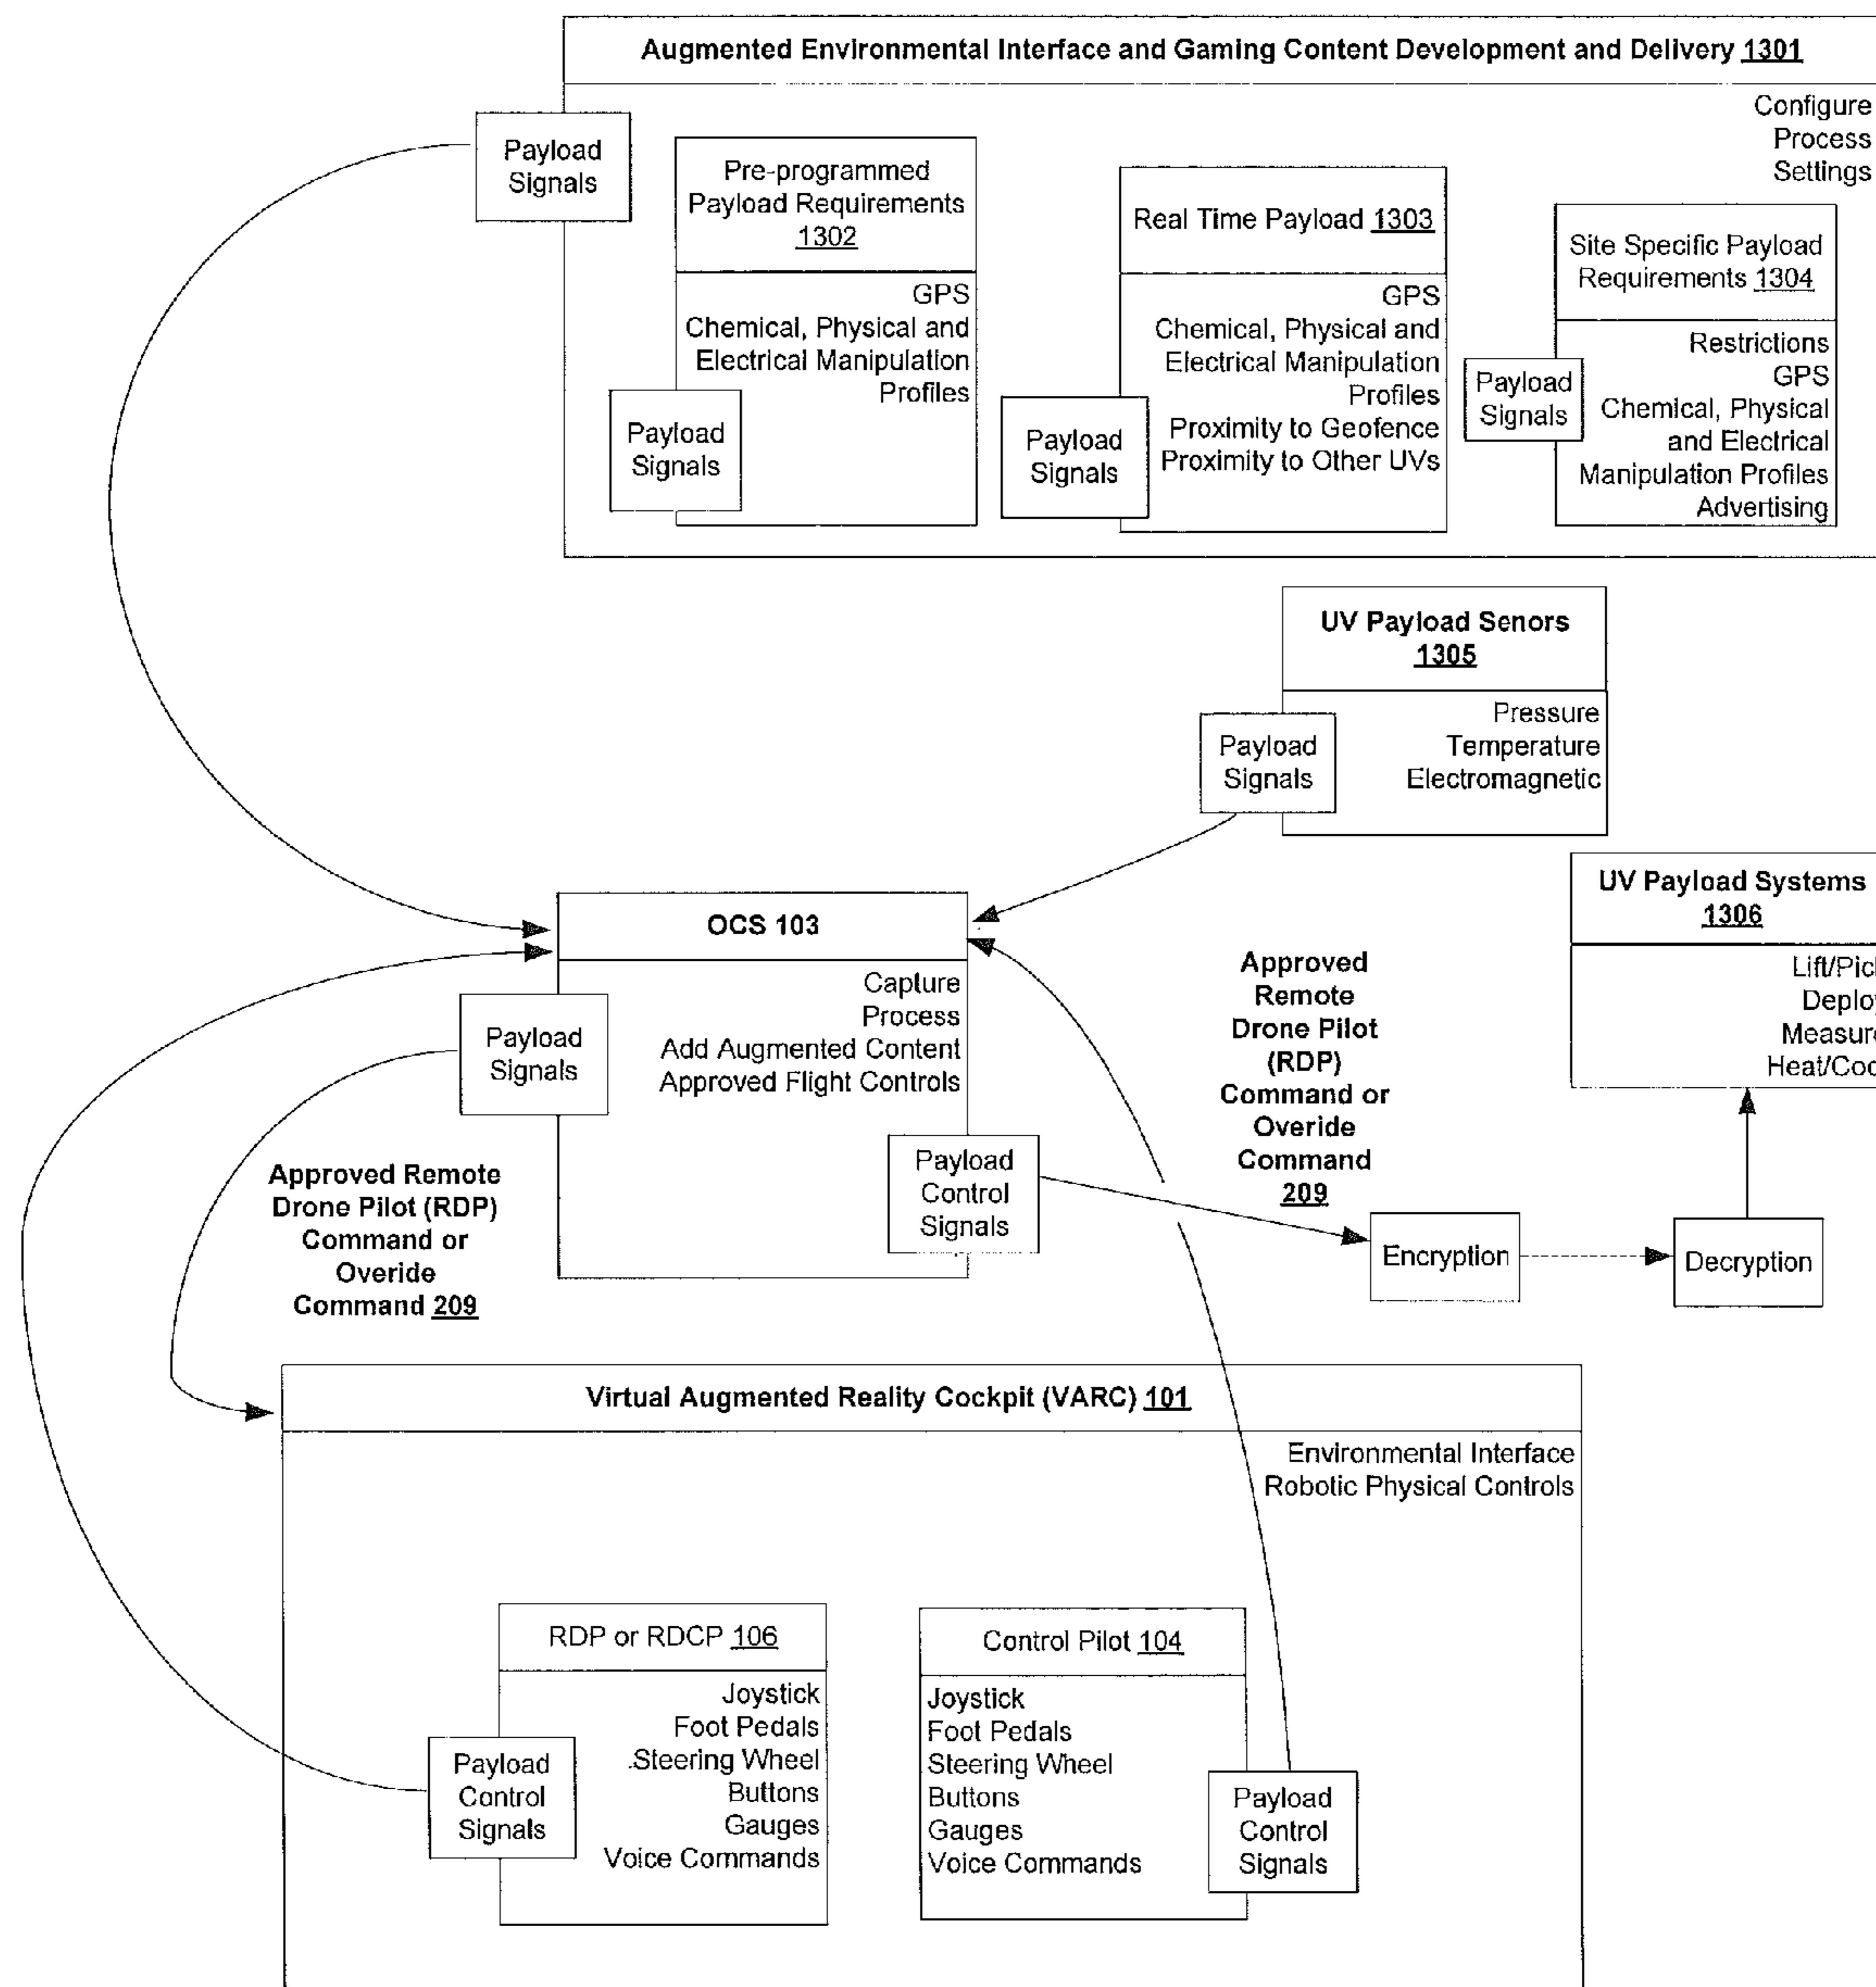 Augmented Environmental Interface and Gaming Content Development and Delivery 1301
Configure
Process
Settings
Payload
Signals
Pre-programmed
Payload Requirements
1302
GPS
Chemical, Physical and
Electrical Manipulation
Profiles
Payload
Signals
Real Time Payload 1303
GPS
Chemical, Physical and
Electrical Manipulation
Profiles
Proximity to Geofence
Proximity to Other UVs
Payload
Signals
Site Specific Payload
Requirements 1304
Restrictions
GPS
Chemical, Physical
and Electrical
Manipulation Profiles
Advertising
Payload
Signals
UV Payload Senors
1305
Pressure
Temperature
Electromagnetic
Payload
Signals
UV Payload Systems
1306
Deploy
Measure
OCS 103
Capture
Process
Add Augmented Content
Approved Flight Controls
Payload
Signals
Payload
Control
Signals
Approved
Remote
Drone Pilot
(RDP)
Command or
Overide
Command
209
Encryption
Decryption
Approved Remote
Drone Pilot (RDP)
Command or
Overide
Command 209
Virtual Augmented Reality Cockpit (VARC) 101
Environmental Interface
Robotic Physical Controls
RDP or RDCP 106
Joystick
Foot Pedals
Steering Wheel
Buttons
Gauges
Voice Commands
Payload
Control
Signals
Control Pilot 104
Joystick
Foot Pedals
Steering Wheel
Buttons
Gauges
Voice Commands
Payload
Control
Signals